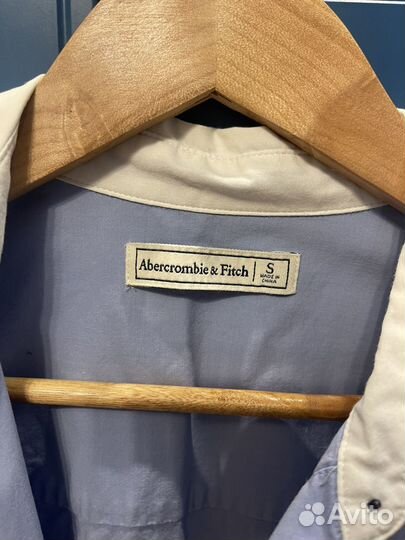 Abercrombie & Fitch
S
MADE IN
CHINA
Avito